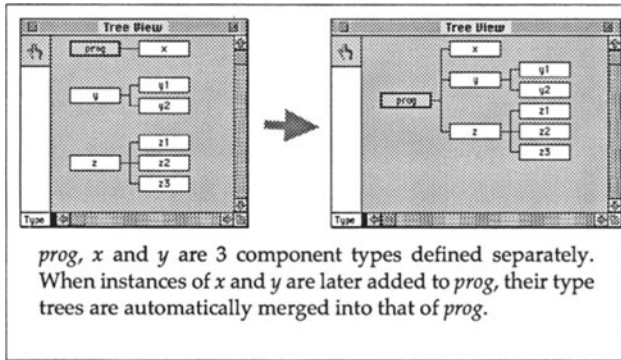 Tree View
prog x
y y1
y2
z z1
z2
z3
Type
Tree View
x
y y1
y2
prog
z z1
z2
z3
Type
prog, x and y are 3 component types defined separately.
When instances of x and y are later added to prog, their type
trees are automatically merged into that of prog.